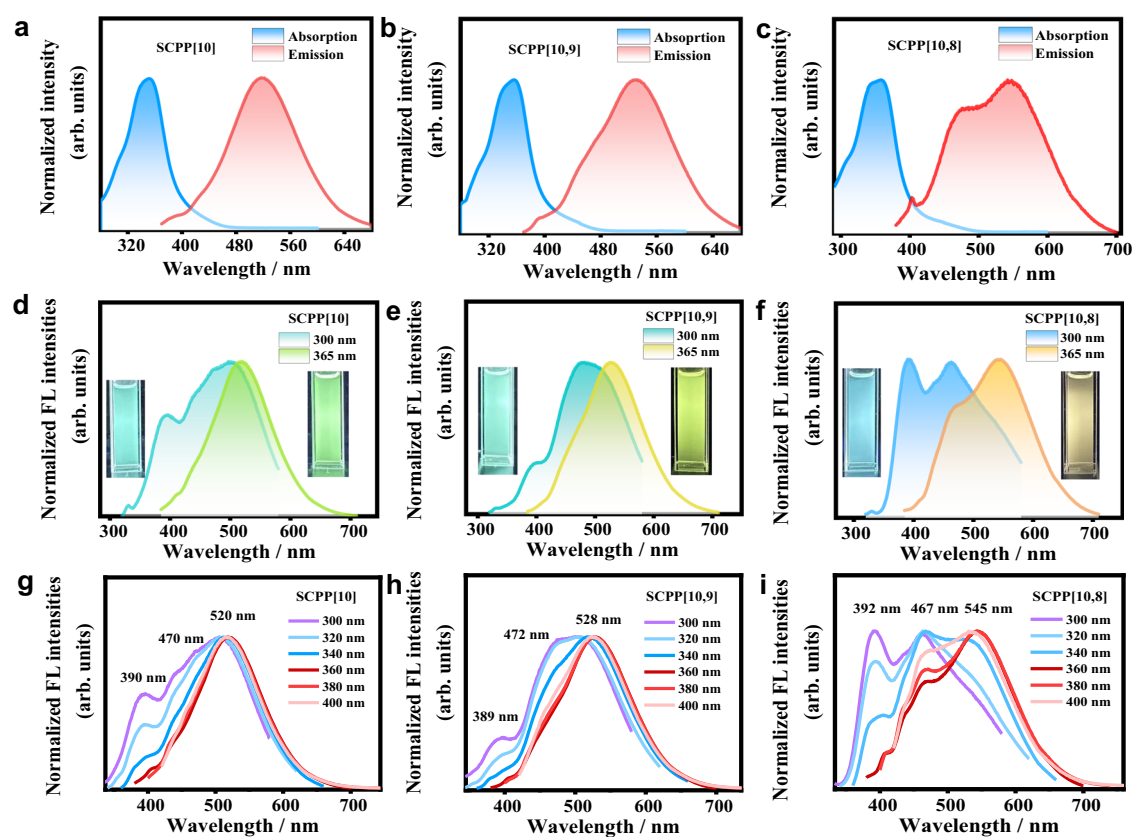 a
SCPP[10]
Absorption
Emission
Normalized intensity
(arb. units)
320 400 480 560 640
Wavelength / nm
b
SCPP[10,9]
Absorption
Emission
Normalized intensity
(arb. units)
320 400 480 560 640
Wavelength / nm
c
SCPP[10,8]
Absorption
Emission
Normalized intensity
(arb. units)
300 400 500 600 700
Wavelength / nm
d
SCPP[10]
300 nm
365 nm
Normalized FL intensities
(arb. units)
300 400 500 600 700
Wavelength / nm
e
SCPP[10,9]
300 nm
365 nm
Normalized FL intensities
(arb. units)
300 400 500 600 700
Wavelength / nm
f
SCPP[10,8]
300 nm
365 nm
Normalized FL intensities
(arb. units)
300 400 500 600 700
Wavelength / nm
g
SCPP[10]
520 nm
470 nm
390 nm
300 nm
320 nm
340 nm
360 nm
380 nm
400 nm
Normalized FL intensities
(arb. units)
400 500 600 700
Wavelength / nm
h
SCPP[10,9]
472 nm
528 nm
389 nm
300 nm
320 nm
340 nm
360 nm
380 nm
400 nm
Normalized FL intensities
(arb. units)
400 500 600 700
Wavelength / nm
i
SCPP[10,8]
392 nm 467 nm 545 nm
300 nm
320 nm
340 nm
360 nm
380 nm
400 nm
Normalized FL intensities
(arb. units)
400 500 600 700
Wavelength / nm